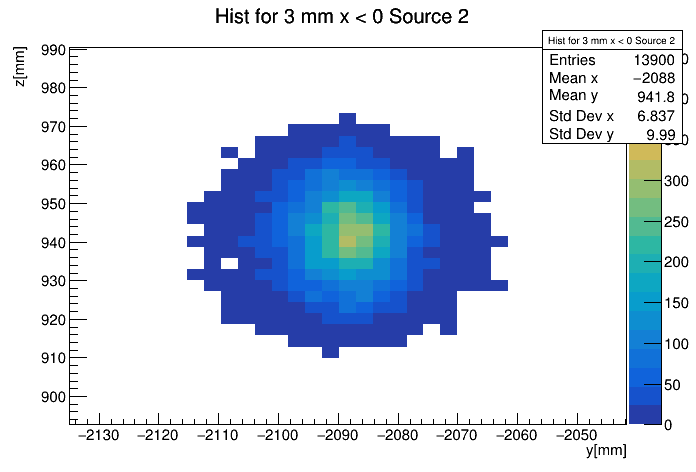 Hist for 3 mm x < 0 Source 2
z[mm]
990
980
970
960
950
940
930
920
910
900
−2130 −2120 −2110 −2100 −2090 −2080 −2070 −2060 −2050
y[mm]
Hist for 3 mm x < 0 Source 2
Entries 13900
Mean x −2088
Mean y 941.8
Std Dev x 6.837
Std Dev y 9.99
300
250
200
150
100
50
0